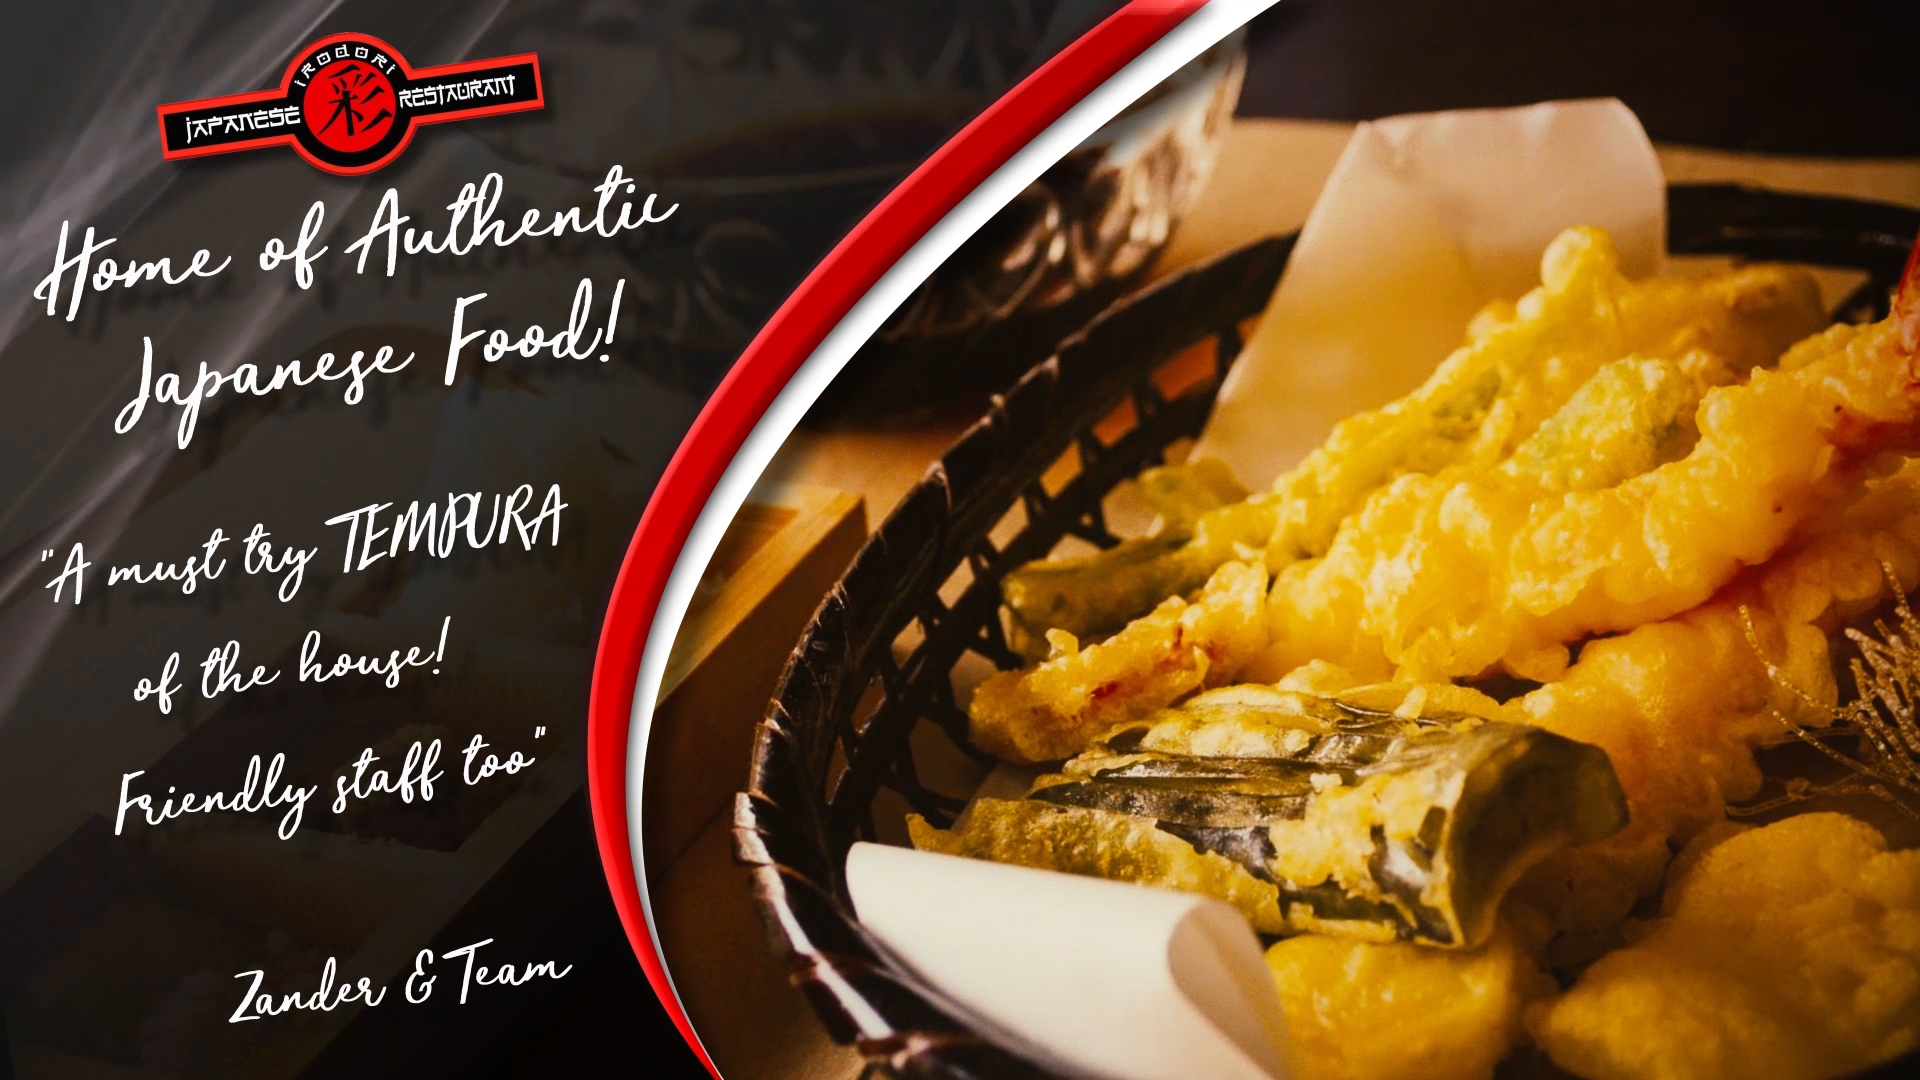 iRODORi
JAPANESE 彩 RESTAURANT
Home of Authentic
Japanese Food!
"A must try TEMPURA
of the house!
Friendly staff too"
Zander & Team